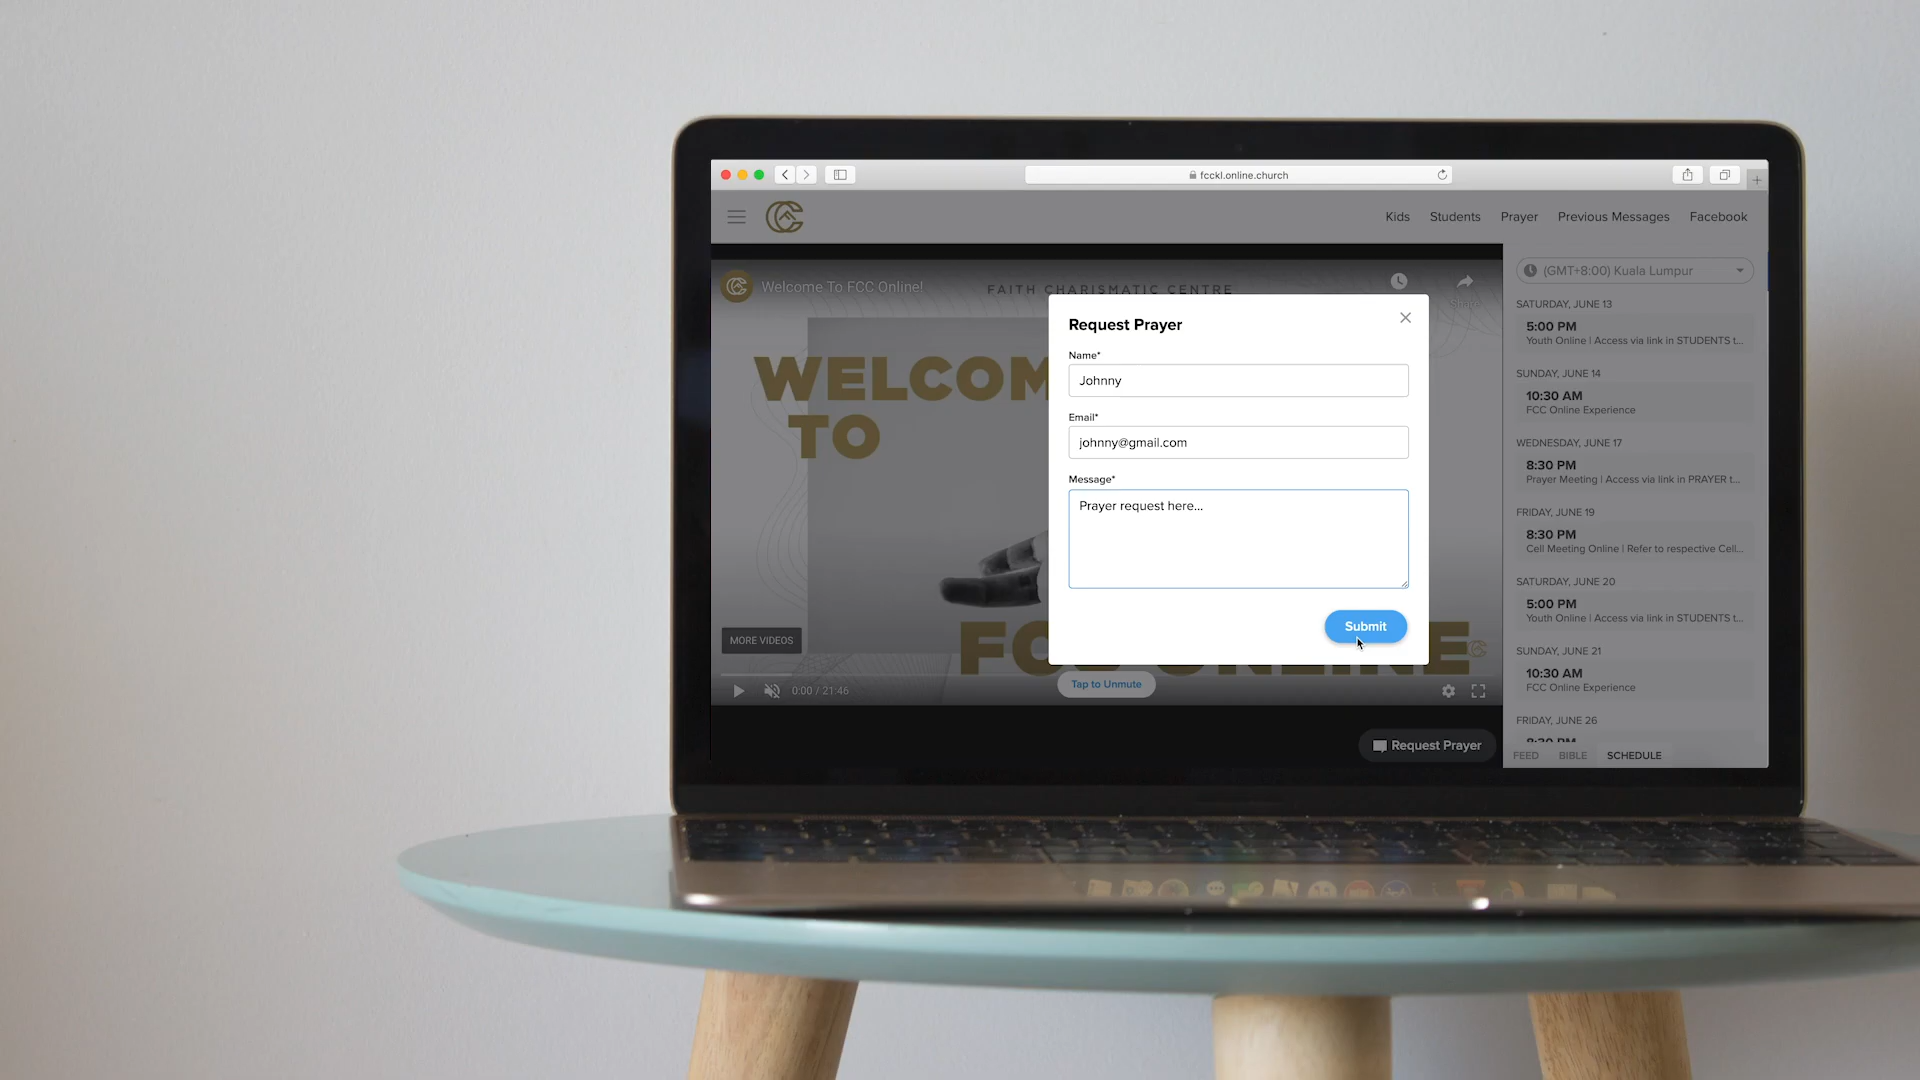 fcckl.online.church
Kids Students Prayer Previous Messages Facebook
Welcome To FCC Online!
FAITH CHARISMATIC CENTRE
WELCOM
TO
FCC ONLINE
MORE VIDEOS
0:00 / 21:46
Tap to Unmute
Request Prayer
Request Prayer
Name*
Johnny
Email*
johnny@gmail.com
Message*
Prayer request here...
Submit
(GMT+8:00) Kuala Lumpur
SATURDAY, JUNE 13
5:00 PM
Youth Online | Access via link in STUDENTS t...
SUNDAY, JUNE 14
10:30 AM
FCC Online Experience
WEDNESDAY, JUNE 17
8:30 PM
Prayer Meeting | Access via link in PRAYER t...
FRIDAY, JUNE 19
8:30 PM
Cell Meeting Online | Refer to respective Cell...
SATURDAY, JUNE 20
5:00 PM
Youth Online | Access via link in STUDENTS t...
SUNDAY, JUNE 21
10:30 AM
FCC Online Experience
FRIDAY, JUNE 26
8:30 PM
FEED BIBLE SCHEDULE